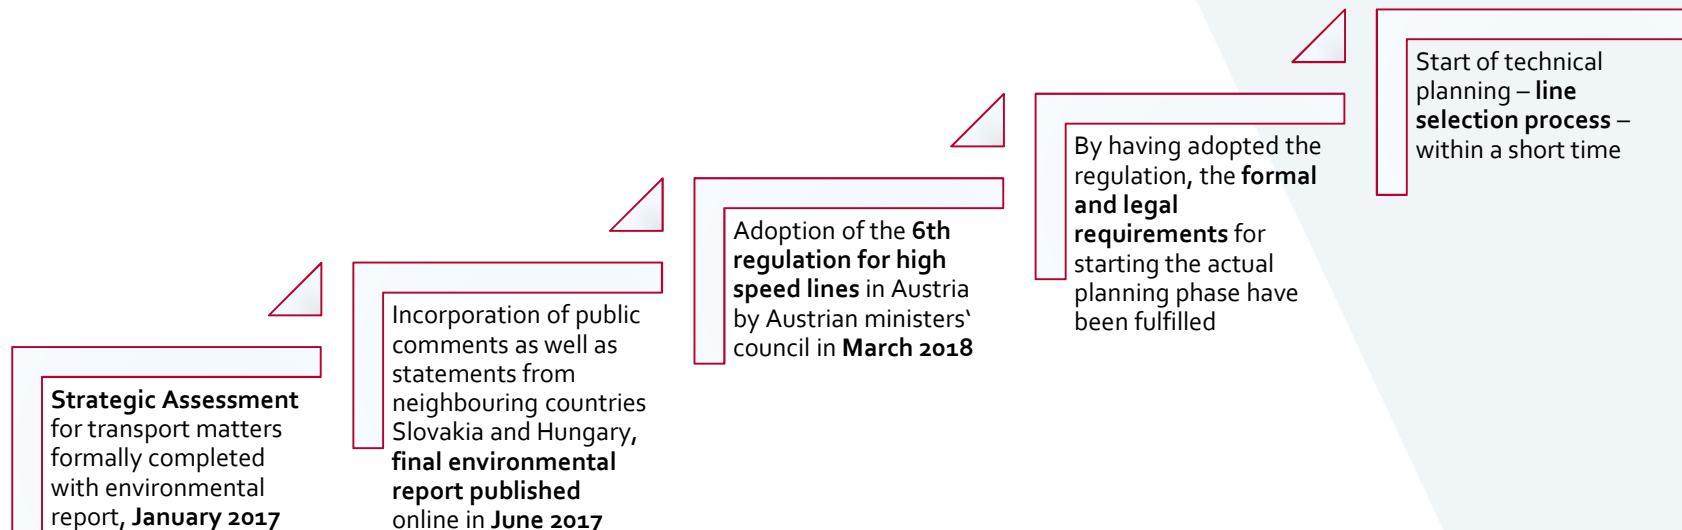 Strategic Assessment
for transport matters
formally completed
with environmental
report, January 2017
Incorporation of public
comments as well as
statements from
neighbouring countries
Slovakia and Hungary,
final environmental
report published
online in June 2017
Adoption of the 6th
regulation for high
speed lines in Austria
by Austrian ministers‘
council in March 2018
By having adopted the
regulation, the formal
and legal
requirements for
starting the actual
planning phase have
been fulfilled
Start of technical
planning – line
selection process –
within a short time